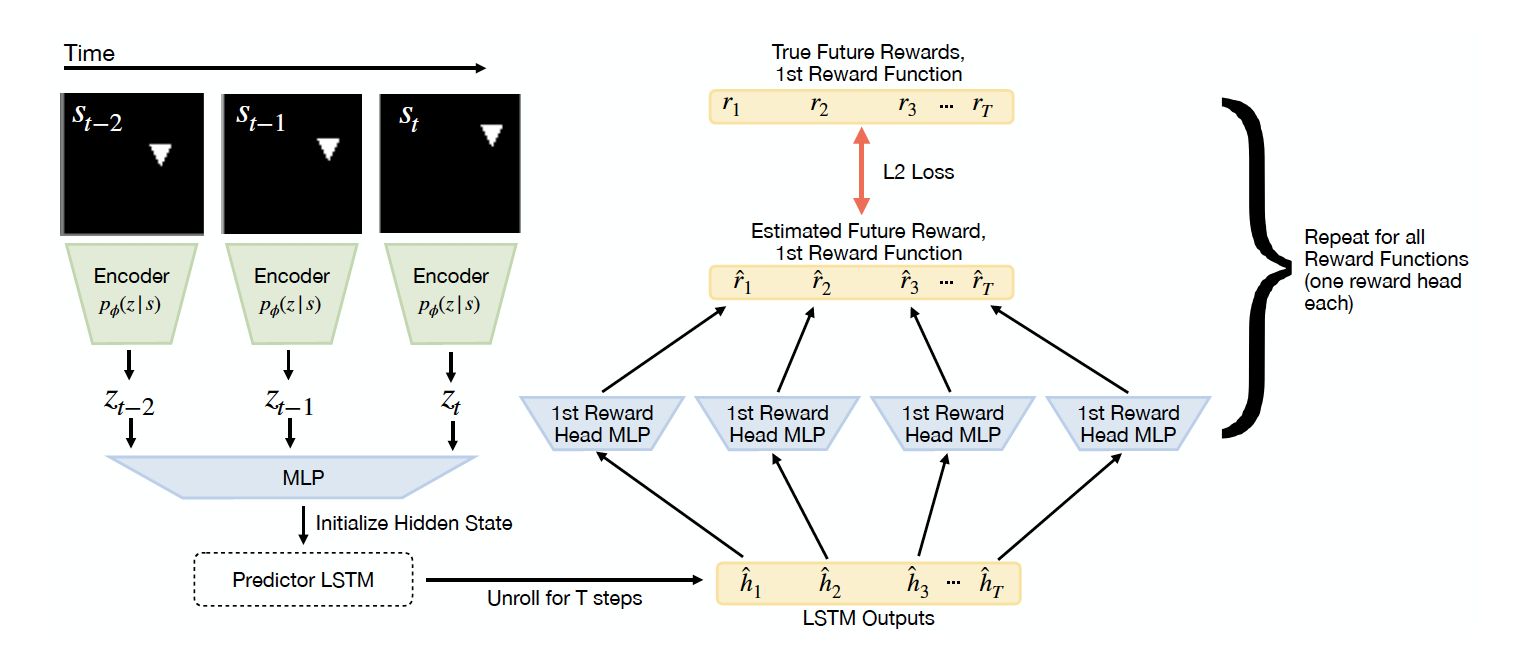 Time
s_{t-2}
s_{t-1}
s_t
Encoder
p_ϕ(z|s)
Encoder
p_ϕ(z|s)
Encoder
p_ϕ(z|s)
z_{t-2}
z_{t-1}
z_t
MLP
Initialize Hidden State
Predictor LSTM
Unroll for T steps
True Future Rewards,
1st Reward Function
r_1 r_2 r_3 ... r_T
L2 Loss
Estimated Future Reward,
1st Reward Function
r̂_1 r̂_2 r̂_3 ... r̂_T
1st Reward
Head MLP
1st Reward
Head MLP
1st Reward
Head MLP
1st Reward
Head MLP
ĥ_1 ĥ_2 ĥ_3 ... ĥ_T
LSTM Outputs
Repeat for all
Reward Functions
(one reward head
each)